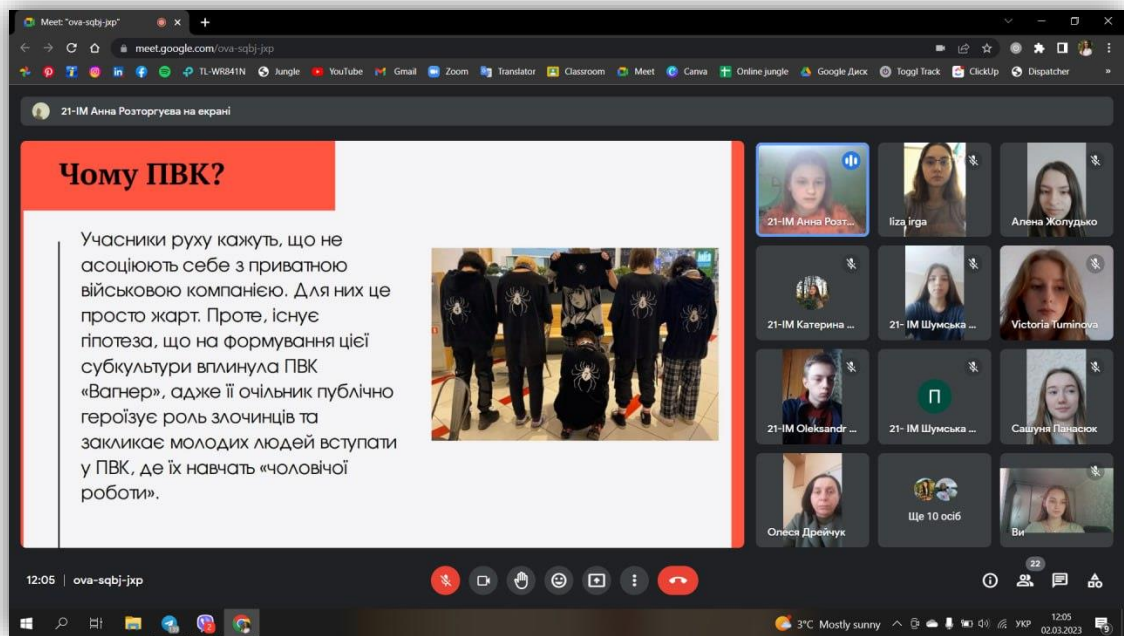 Meet: "ova-sqbj-jxp"
meet.google.com/ova-sqbj-jxp
TL-WR841N Jungle YouTube Gmail Zoom Translator Classroom Meet Canva Online jungle Google Диск Toggl Track ClickUp Dispatcher
21-IM Анна Розторгуєва на екрані
Чому ПВК?
Учасники руху кажуть, що не
асоціюють себе з приватною
військовою компанією. Для них це
просто жарт. Проте, існує
гіпотеза, що на формування цієї
субкультури вплинула ПВК
«Вагнер», адже її очільник публічно
героїзує роль злочинців та
закликає молодих людей вступати
у ПВК, де їх навчать «чоловічої
роботи».
21-IM Анна Розт...
liza irga
Алена Жолудько
21-IM Катерина ...
21- IM Шумська ...
Victoria Tuminova
21-IM Oleksandr ...
П
21- IM Шумська ...
Сашуня Панасюк
Олеся Дрейчук
Ще 10 осіб
Ви
12:05 | ova-sqbj-jxp
22
3°C Mostly sunny
УКР
12:05
02.03.2023